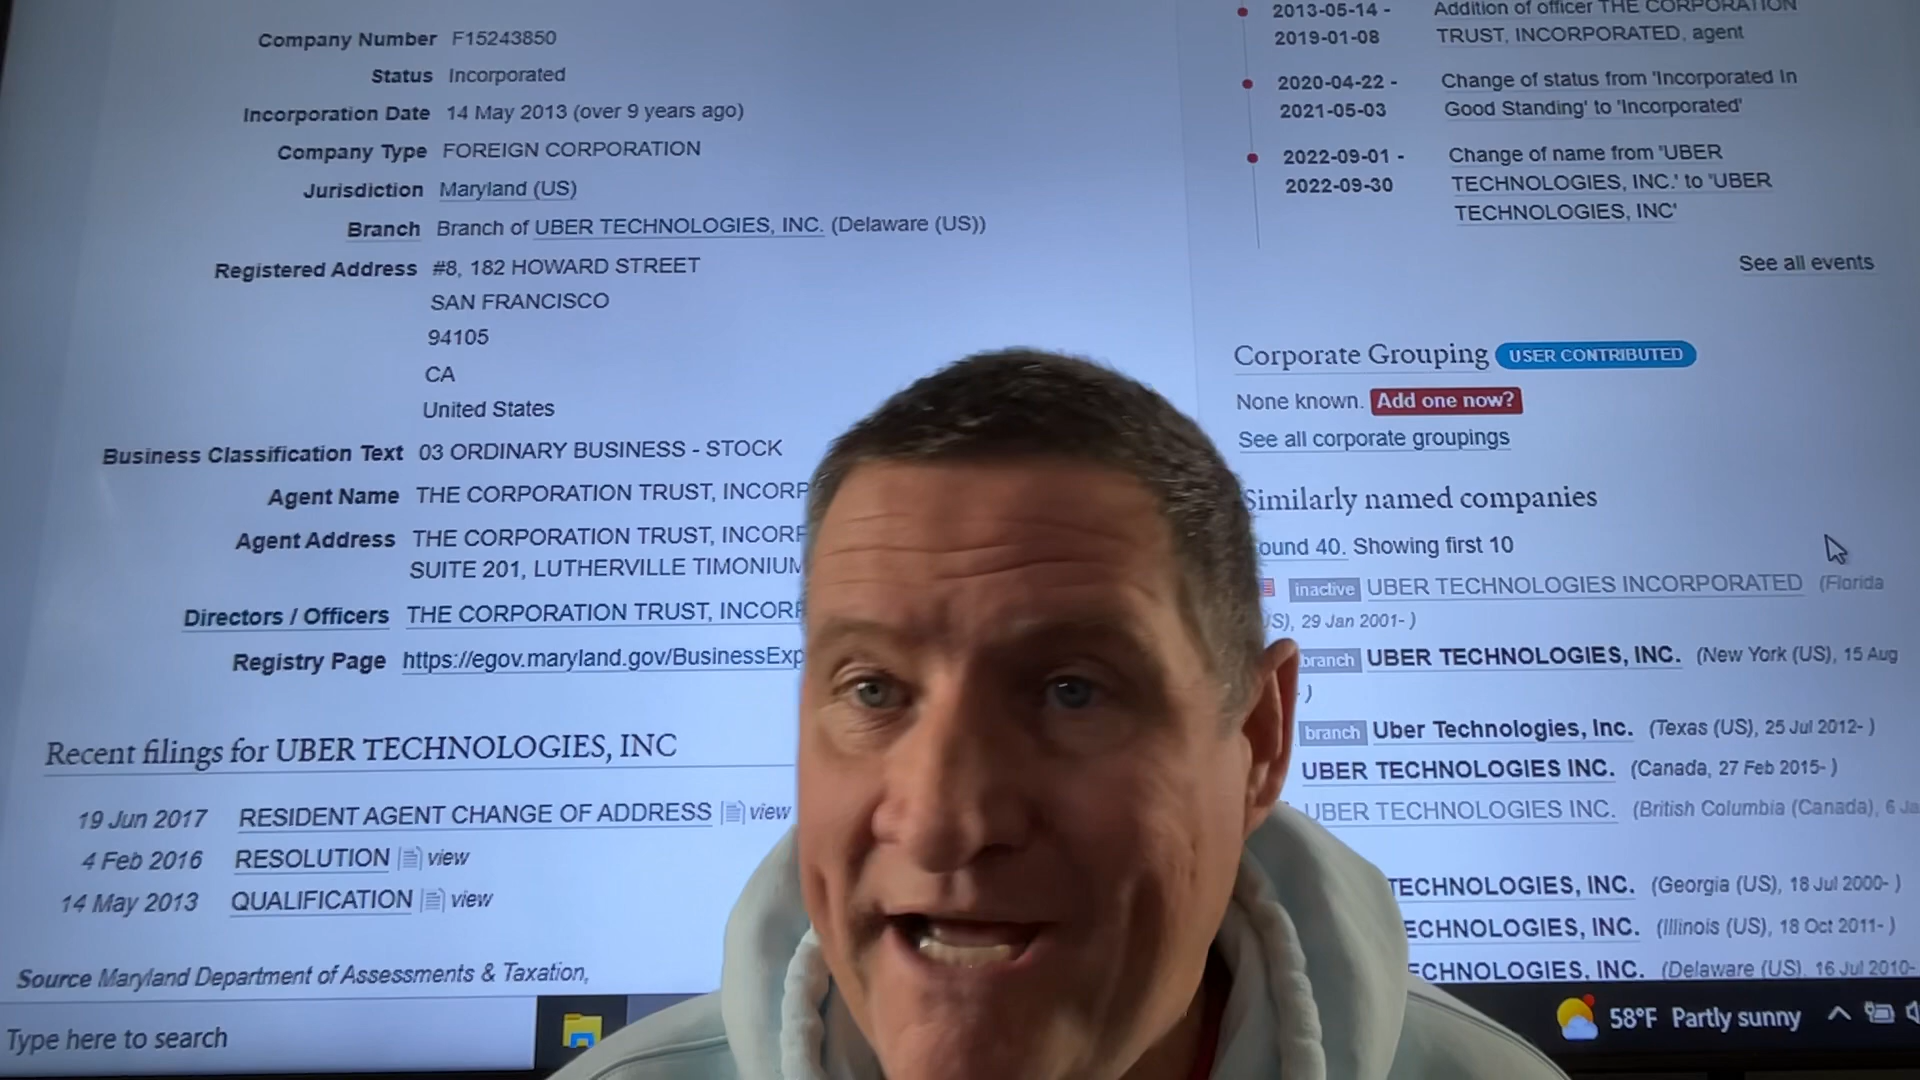 Company Number F15243850
Status Incorporated
Incorporation Date 14 May 2013 (over 9 years ago)
Company Type FOREIGN CORPORATION
Jurisdiction Maryland (US)
Branch Branch of UBER TECHNOLOGIES, INC. (Delaware (US))
Registered Address #8, 182 HOWARD STREET
SAN FRANCISCO
94105
CA
United States
Business Classification Text 03 ORDINARY BUSINESS - STOCK
Agent Name THE CORPORATION TRUST, INCORP
Agent Address THE CORPORATION TRUST, INCORF
SUITE 201, LUTHERVILLE TIMONIUM
Directors / Officers THE CORPORATION TRUST, INCORF
Registry Page https://egov.maryland.gov/BusinessExp
Recent filings for UBER TECHNOLOGIES, INC
19 Jun 2017 RESIDENT AGENT CHANGE OF ADDRESS view
4 Feb 2016 RESOLUTION view
14 May 2013 QUALIFICATION view
Source Maryland Department of Assessments & Taxation,
2013-05-14 - Addition of officer THE CORPORATION
2019-01-08 TRUST, INCORPORATED, agent
2020-04-22 - Change of status from 'Incorporated In
2021-05-03 Good Standing' to 'Incorporated'
2022-09-01 - Change of name from 'UBER
2022-09-30 TECHNOLOGIES, INC.' to 'UBER
TECHNOLOGIES, INC'
See all events
Corporate Grouping USER CONTRIBUTED
None known. Add one now?
See all corporate groupings
Similarly named companies
ound 40. Showing first 10
inactive UBER TECHNOLOGIES INCORPORATED (Florida
US), 29 Jan 2001- )
branch UBER TECHNOLOGIES, INC. (New York (US), 15 Aug
- )
branch Uber Technologies, Inc. (Texas (US), 25 Jul 2012- )
UBER TECHNOLOGIES INC. (Canada, 27 Feb 2015- )
UBER TECHNOLOGIES INC. (British Columbia (Canada), 6 Ja
TECHNOLOGIES, INC. (Georgia (US), 18 Jul 2000- )
ECHNOLOGIES, INC. (Illinois (US), 18 Oct 2011- )
ECHNOLOGIES, INC. (Delaware (US), 16 Jul 2010-
Type here to search
58°F Partly sunny